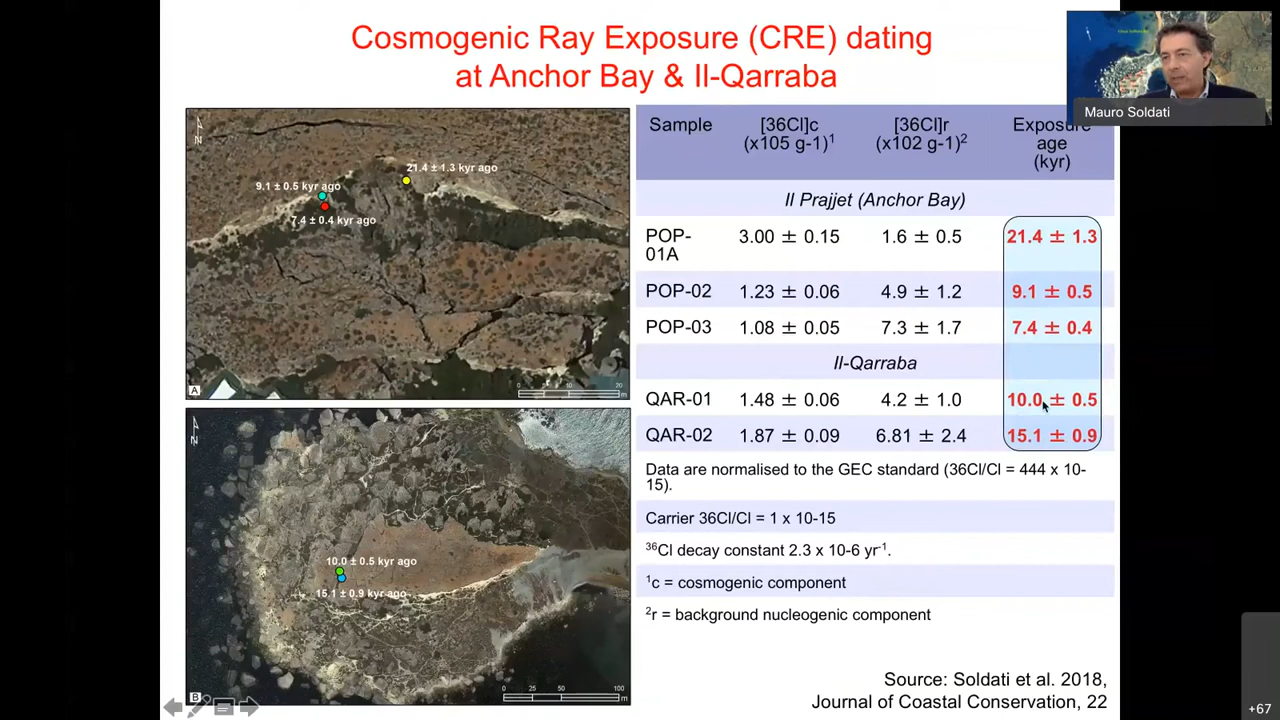 Cosmogenic Ray Exposure (CRE) dating
at Anchor Bay & Il-Qarraba
Mauro Soldati
N
9.1 ± 0.5 kyr ago
21.4 ± 1.3 kyr ago
7.4 ± 0.4 kyr ago
A
0 10 20
m
N
10.0 ± 0.5 kyr ago
15.1 ± 0.9 kyr ago
B
0 25 50 100
m
Sample [36Cl]c (x105 g-1)¹ [36Cl]r (x102 g-1)² Exposure age (kyr)
Il Prajjet (Anchor Bay)
POP-01A 3.00 ± 0.15 1.6 ± 0.5 21.4 ± 1.3
POP-02 1.23 ± 0.06 4.9 ± 1.2 9.1 ± 0.5
POP-03 1.08 ± 0.05 7.3 ± 1.7 7.4 ± 0.4
Il-Qarraba
QAR-01 1.48 ± 0.06 4.2 ± 1.0 10.0 ± 0.5
QAR-02 1.87 ± 0.09 6.81 ± 2.4 15.1 ± 0.9
Data are normalised to the GEC standard (36Cl/Cl = 444 x 10-
15).
Carrier 36Cl/Cl = 1 x 10-15
³⁶Cl decay constant 2.3 x 10-6 yr⁻¹.
¹c = cosmogenic component
²r = background nucleogenic component
Source: Soldati et al. 2018,
Journal of Coastal Conservation, 22
+67